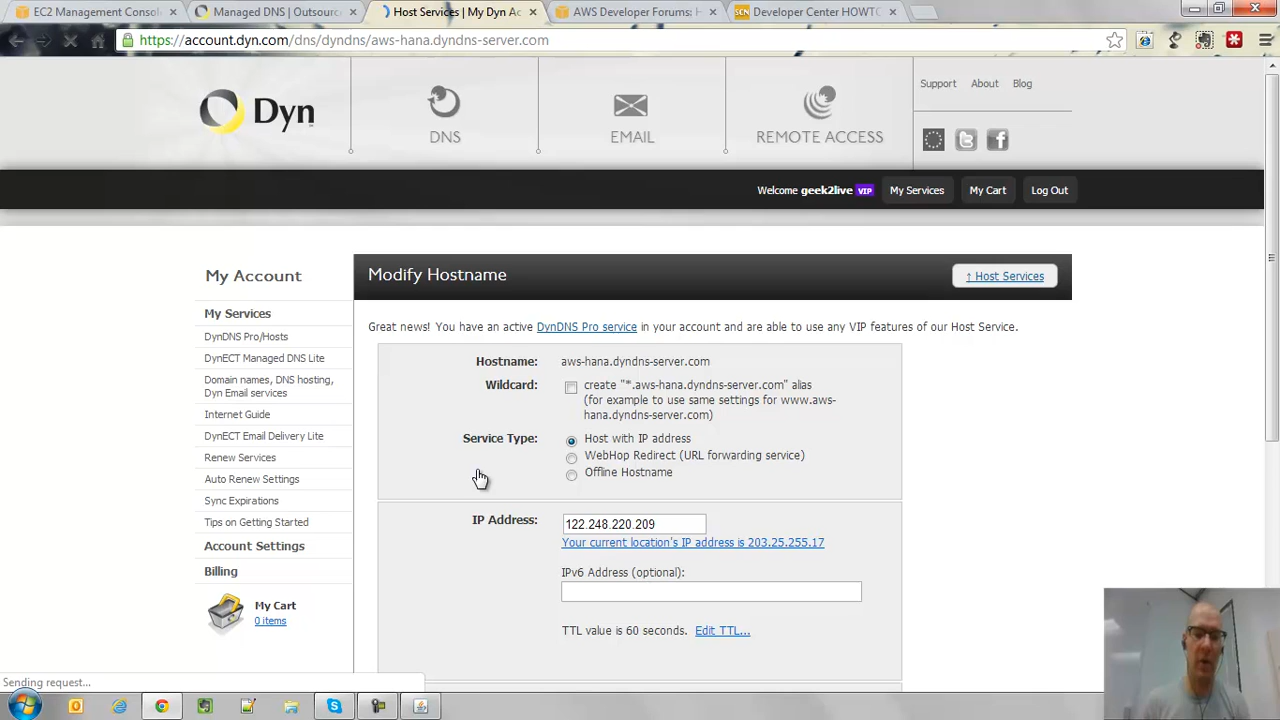 EC2 Management Consol
Managed DNS | Outsourc
Host Services | My Dyn Ac
AWS Developer Forums: H
SCN
Developer Center HOWTO
https://account.dyn.com/dns/dyndns/aws-hana.dyndns-server.com
Dyn
DNS
EMAIL
REMOTE ACCESS
Support
About
Blog
Welcome geek2live VIP
My Services
My Cart
Log Out
My Account
My Services
DynDNS Pro/Hosts
DynECT Managed DNS Lite
Domain names, DNS hosting,
Dyn Email services
Internet Guide
DynECT Email Delivery Lite
Renew Services
Auto Renew Settings
Sync Expirations
Tips on Getting Started
Account Settings
Billing
My Cart
0 items
Modify Hostname
↑ Host Services
Great news! You have an active DynDNS Pro service in your account and are able to use any VIP features of our Host Service.
Hostname: aws-hana.dyndns-server.com
Wildcard: create "*.aws-hana.dyndns-server.com" alias
(for example to use same settings for www.aws-
hana.dyndns-server.com)
Service Type: Host with IP address
WebHop Redirect (URL forwarding service)
Offline Hostname
IP Address: 122.248.220.209
Your current location's IP address is 203.25.255.17
IPv6 Address (optional):
TTL value is 60 seconds. Edit TTL...
Sending request...